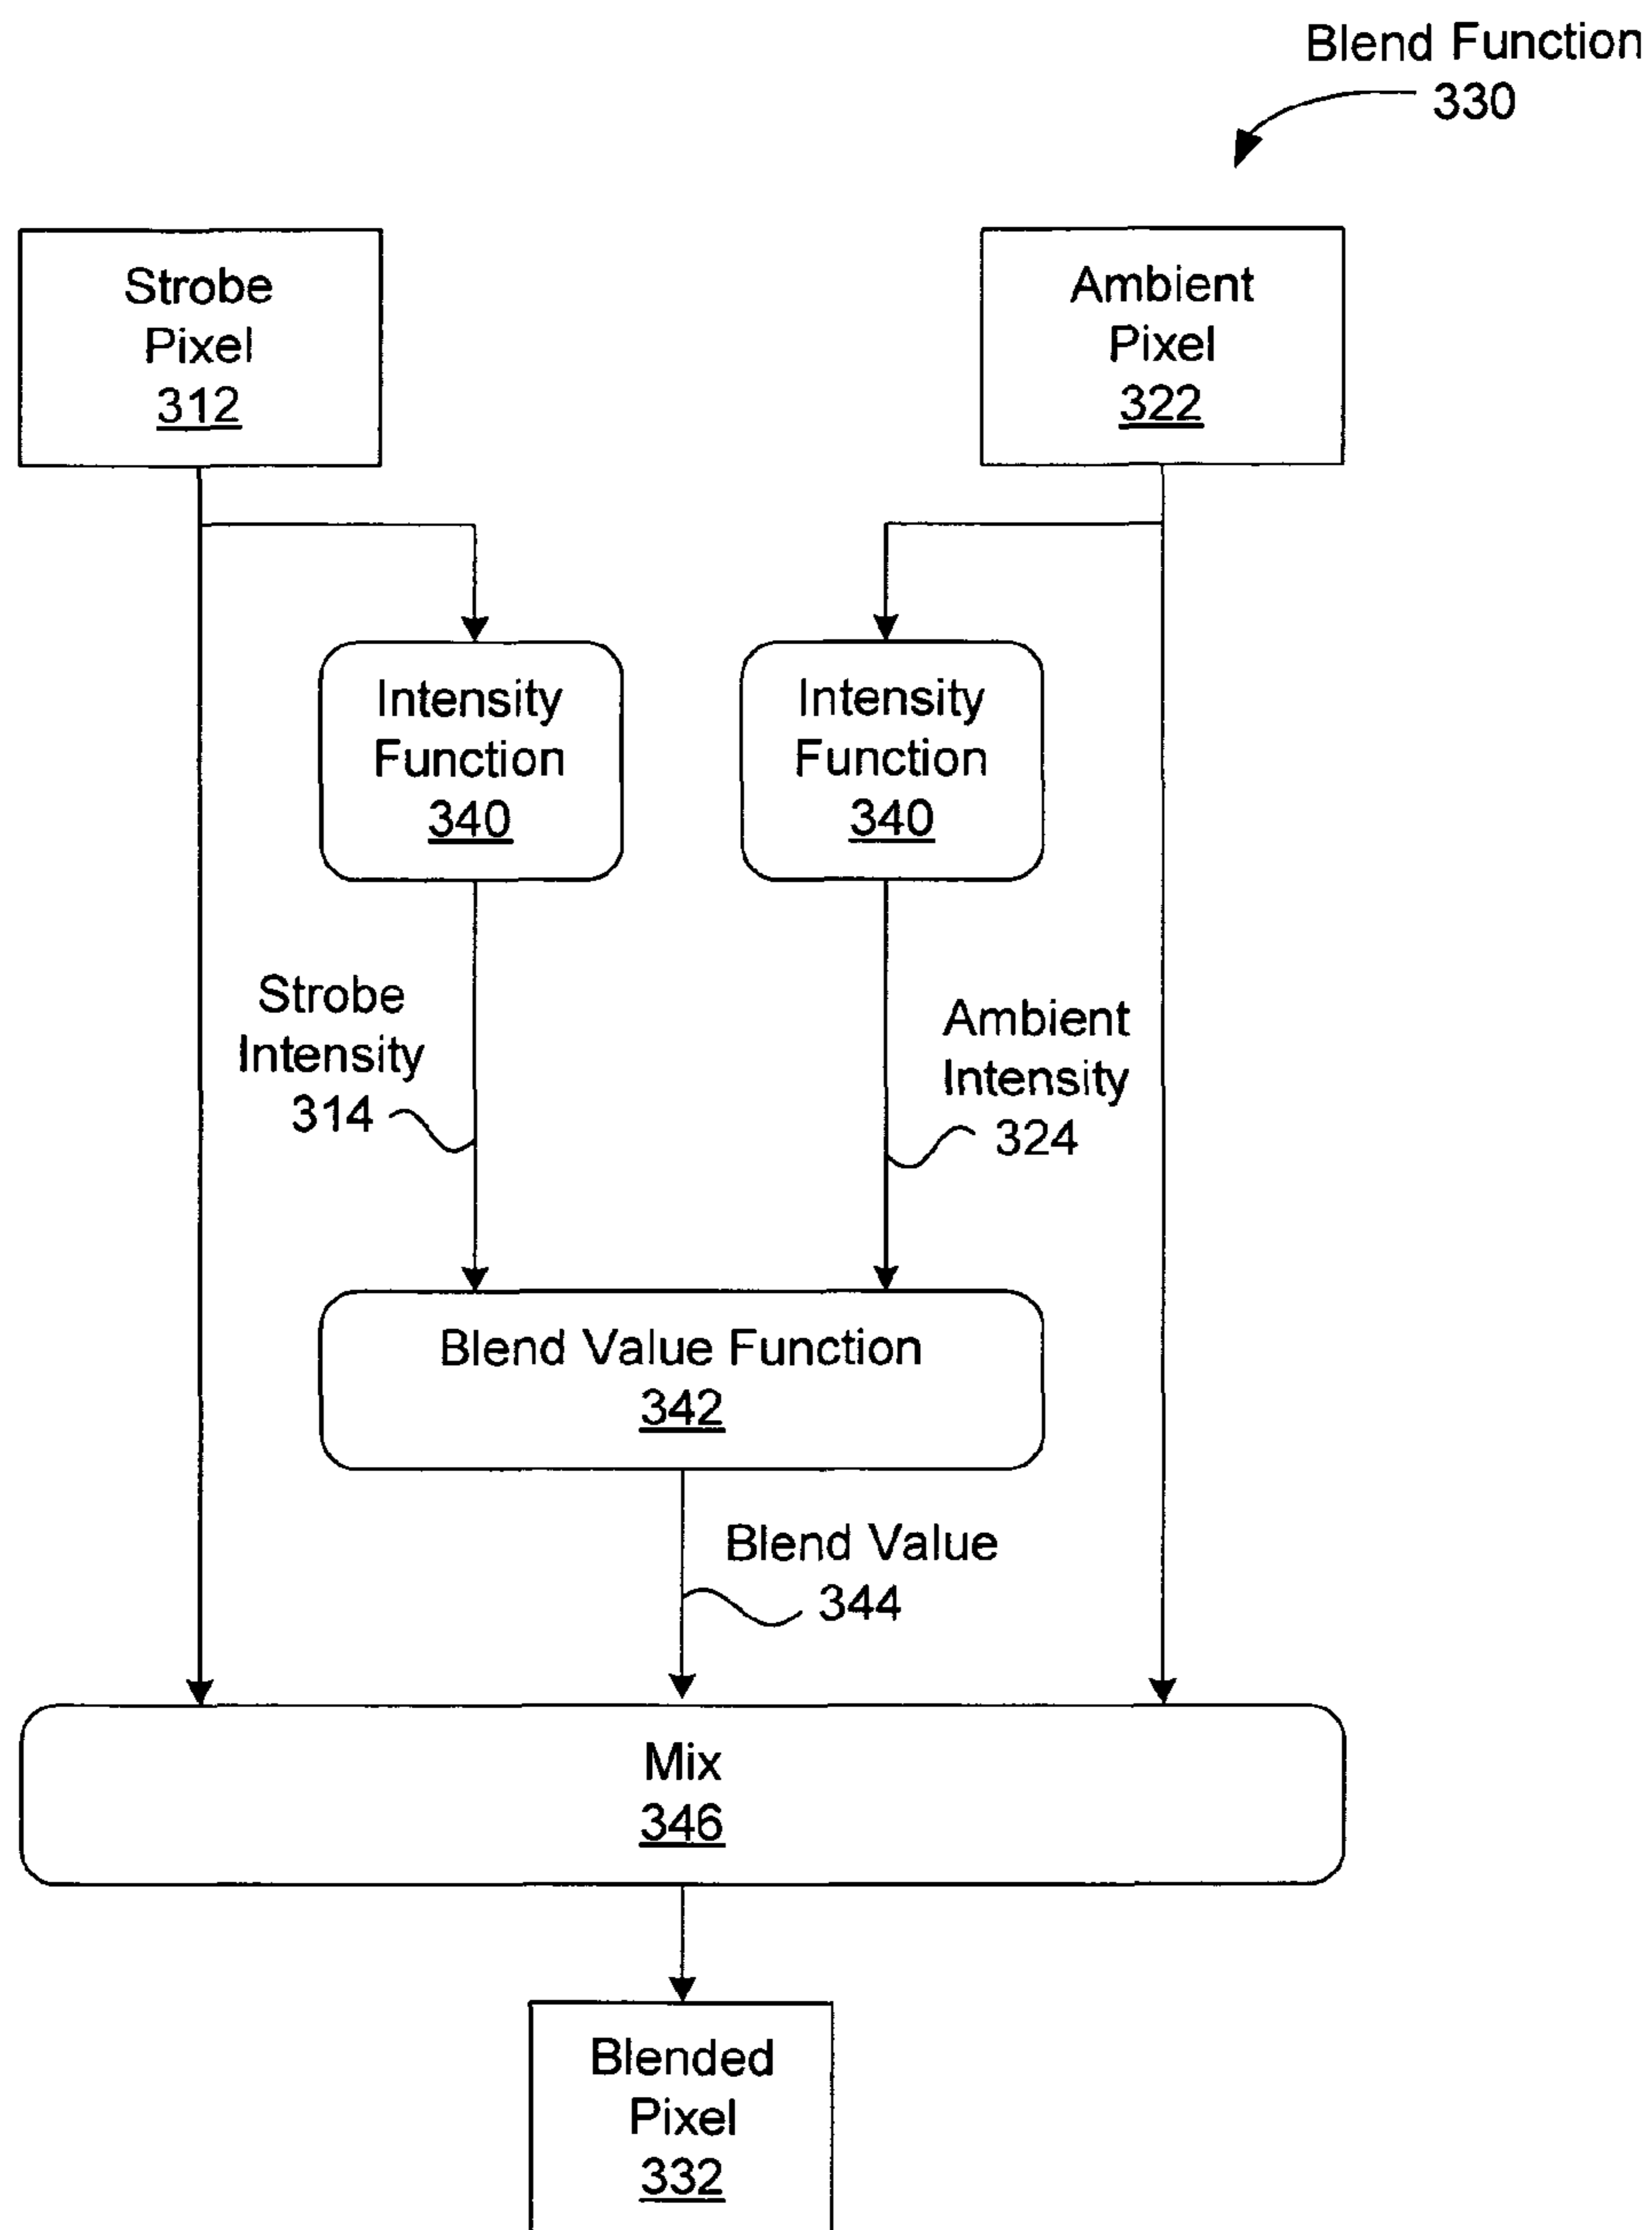 Blend Function
330
Strobe
Pixel
312
Ambient
Pixel
322
Intensity
Function
340
Intensity
Function
340
Strobe
Intensity
314
Ambient
Intensity
324
Blend Value Function
342
Blend Value
344
Mix
346
Blended
Pixel
332